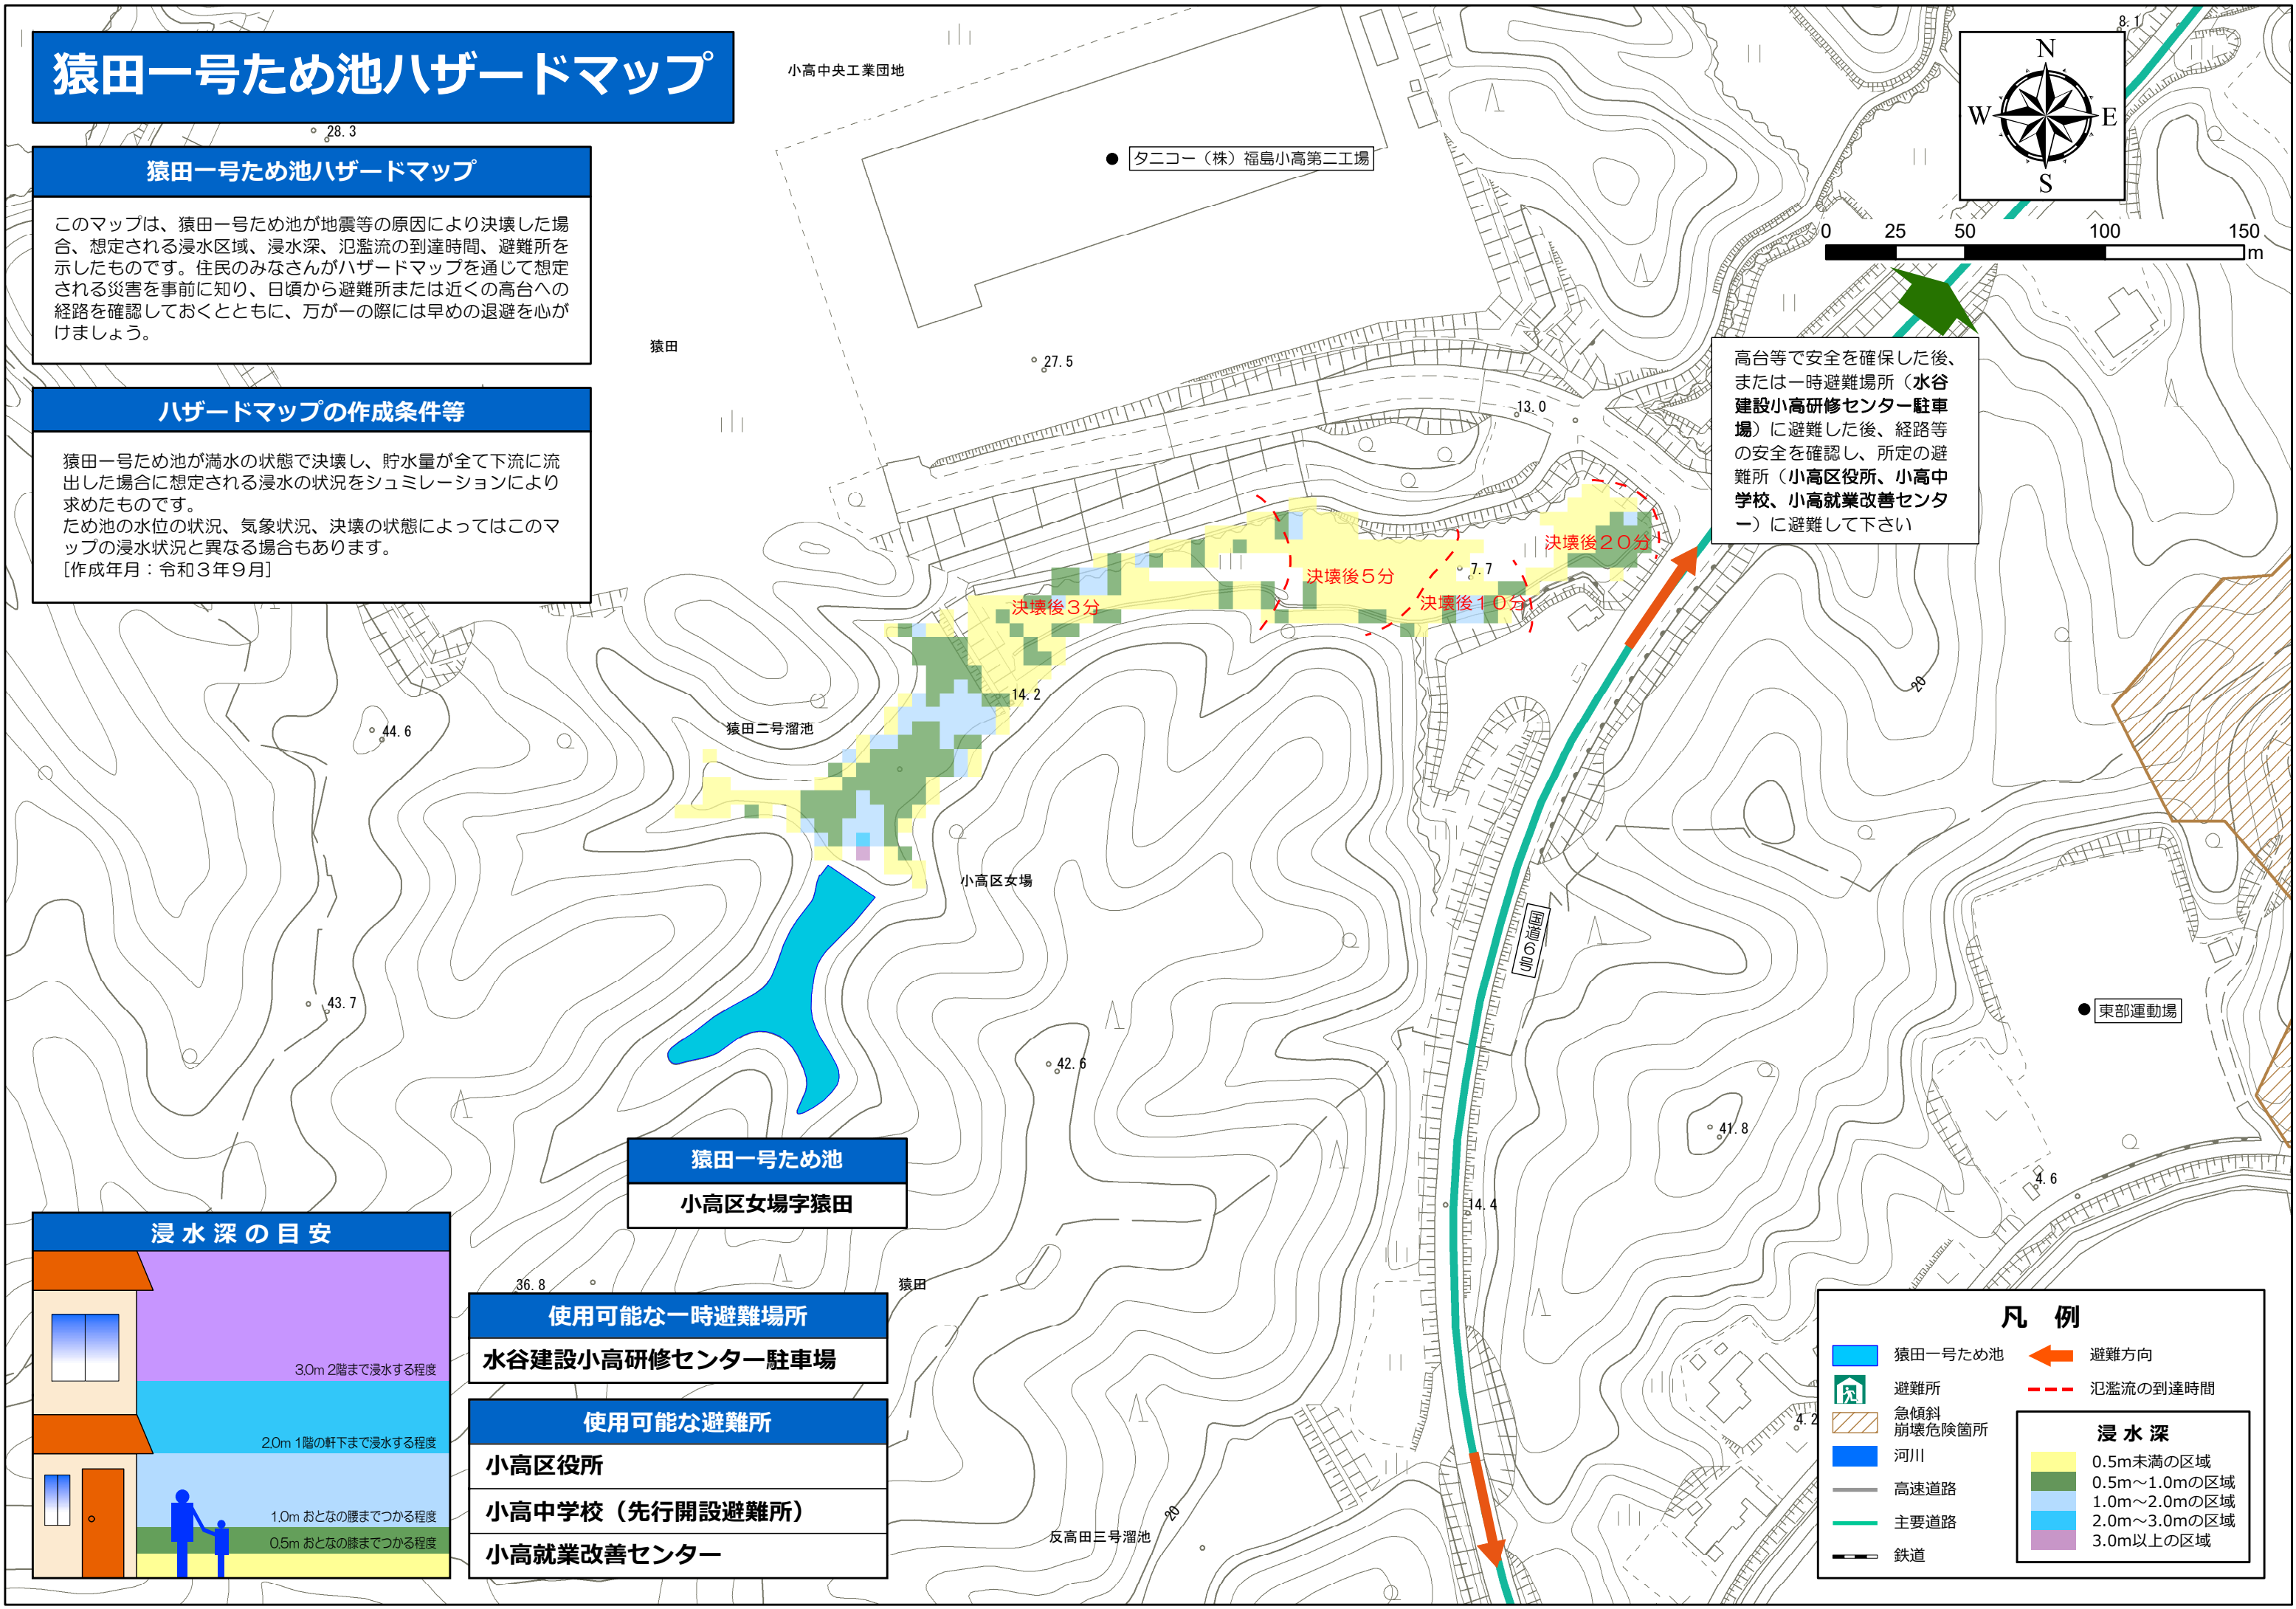 猿田一号ため池ハザードマップ
猿田一号ため池ハザードマップ
このマップは、猿田一号ため池が地震等の原因により決壊した場
合、想定される浸水区域、浸水深、氾濫流の到達時間、避難所を
示したものです。住民のみなさんがハザードマップを通じて想定
される災害を事前に知り、日頃から避難所または近くの高台への
経路を確認しておくとともに、万が一の際には早めの退避を心が
けましょう。
ハザードマップの作成条件等
猿田一号ため池が満水の状態で決壊し、貯水量が全て下流に流
出した場合に想定される浸水の状況をシュミレーションにより
求めたものです。
ため池の水位の状況、気象状況、決壊の状態によってはこのマ
ップの浸水状況と異なる場合もあります。
[作成年月：令和３年９月]
小高中央工業団地
タニコー（株）福島小高第二工場
28.3
8.1
N
W
E
S
0
25
50
100
150
m
猿田
27.5
13.0
高台等で安全を確保した後、
または一時避難場所（水谷
建設小高研修センター駐車
場）に避難した後、経路等
の安全を確認し、所定の避
難所（小高区役所、小高中
学校、小高就業改善センタ
ー）に避難して下さい
決壊後３分
決壊後５分
決壊後１０分
決壊後２０分
7.7
14.2
20
44.6
猿田二号溜池
小高区女場
国道６号
43.7
42.6
東部運動場
41.8
4.6
14.4
猿田一号ため池
小高区女場字猿田
36.8
猿田
浸水深の目安
3.0m 2階まで浸水する程度
2.0m 1階の軒下まで浸水する程度
1.0m おとなの腰までつかる程度
0.5m おとなの膝までつかる程度
使用可能な一時避難場所
水谷建設小高研修センター駐車場
使用可能な避難所
小高区役所
小高中学校（先行開設避難所）
小高就業改善センター
20
反高田三号溜池
4.2
凡 例
猿田一号ため池
避難所
急傾斜
崩壊危険箇所
河川
高速道路
主要道路
鉄道
避難方向
氾濫流の到達時間
浸水深
0.5m未満の区域
0.5m～1.0mの区域
1.0m～2.0mの区域
2.0m～3.0mの区域
3.0m以上の区域